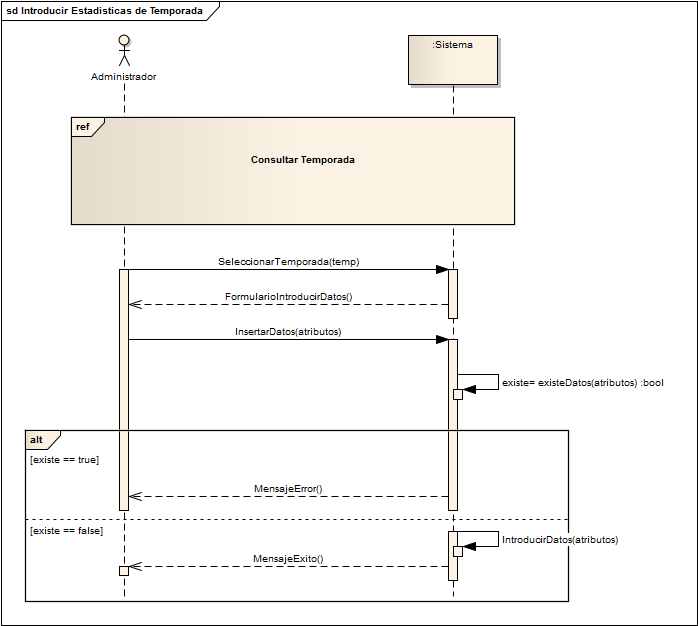 sd Introducir Estadisticas de Temporada
Administrador
:Sistema
ref
Consultar Temporada
SeleccionarTemporada(temp)
FormularioIntroducirDatos()
InsertarDatos(atributos)
existe= existeDatos(atributos) :bool
alt
[existe == true]
MensajeError()
[existe == false]
IntroducirDatos(atributos)
MensajeExito()